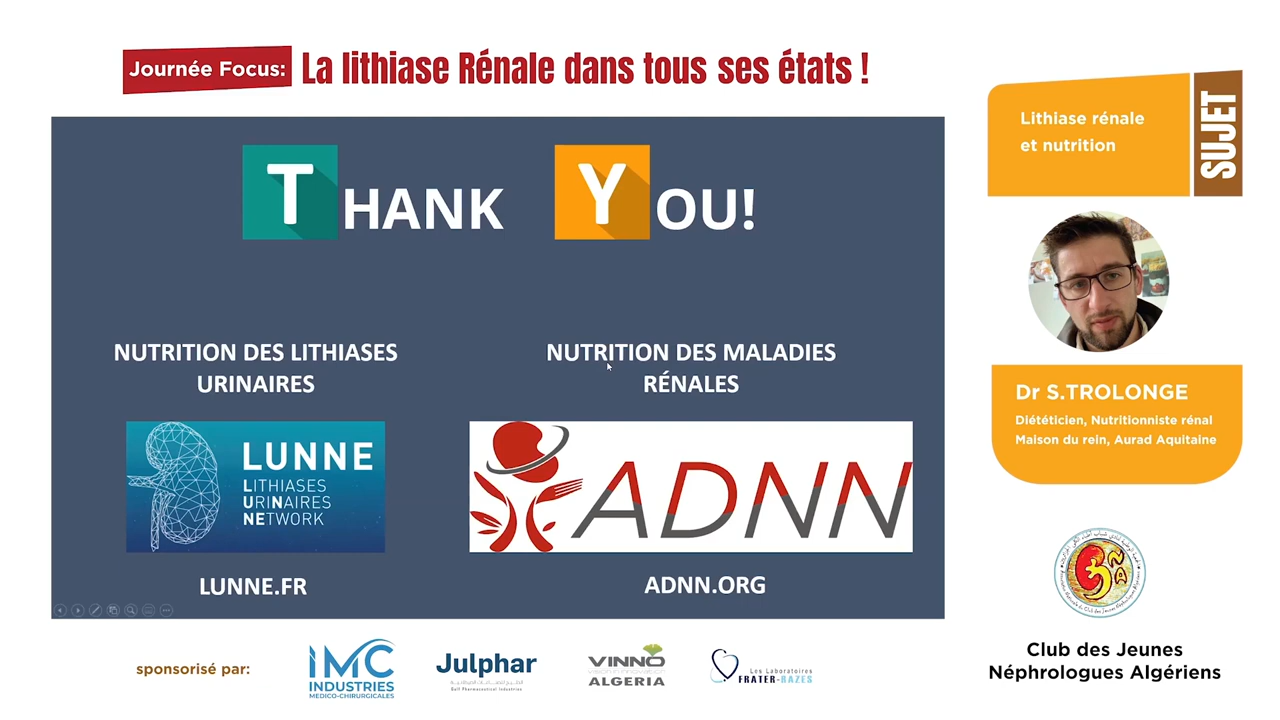 Journée Focus: La lithiase Rénale dans tous ses états !
THANK YOU!
NUTRITION DES LITHIASES
URINAIRES
LUNNE
LITHIASES
URINAIRES
NETWORK
LUNNE.FR
NUTRITION DES MALADIES
RÉNALES
ADNN
ADNN.ORG
Lithiase rénale
et nutrition
SUJET
Dr S.TROLONGE
Diététicien, Nutritionniste rénal
Maison du rein, Aurad Aquitaine
Club des Jeunes
Néphrologues Algériens
sponsorisé par:
IMC
INDUSTRIES
MEDICO-CHIRURGICALES
Julphar
Gulf Pharmaceutical Industries
VINNO
ALGERIA
Les Laboratoires
FRATER-RAZES